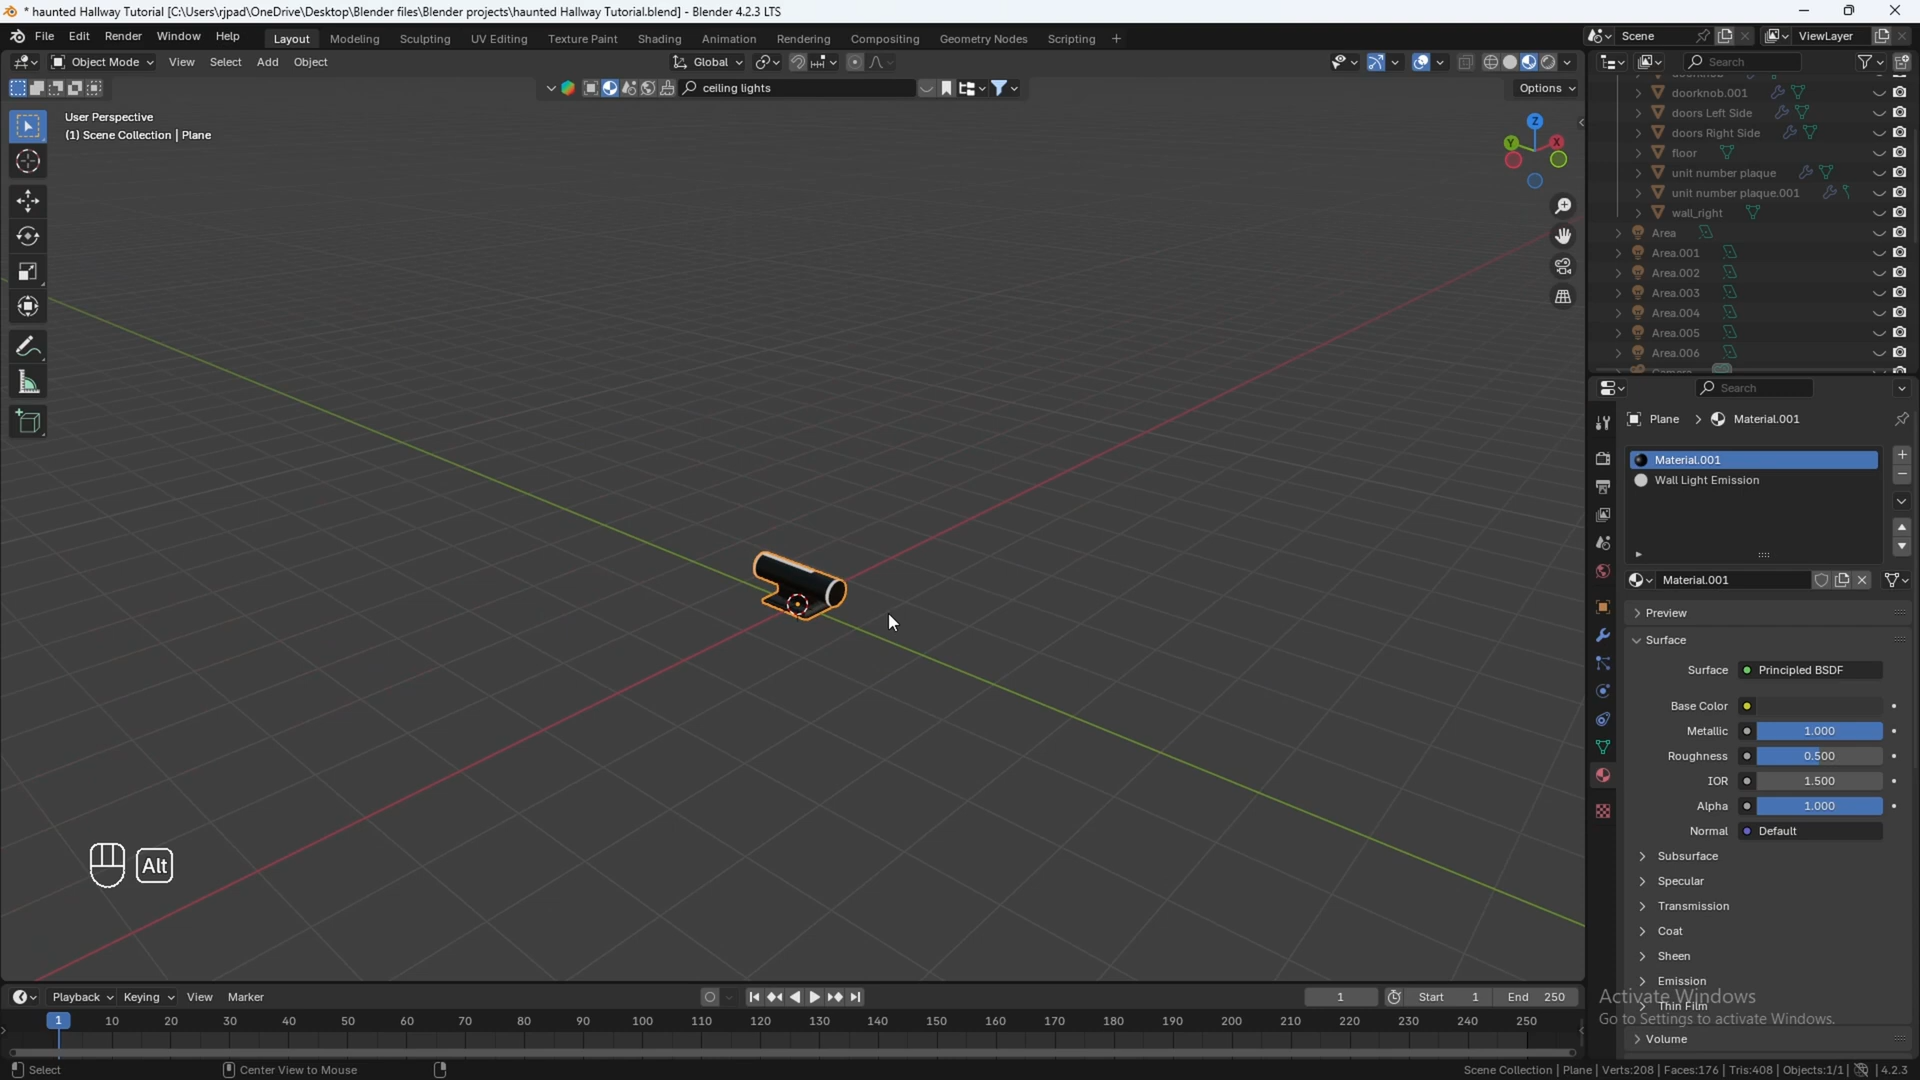 * haunted Hallway Tutorial [C:\Users\rjpad\OneDrive\Desktop\Blender files\Blender projects\haunted Hallway Tutorial.blend] - Blender 4.2.3 LTS
File Edit Render Window Help Layout Modeling Sculpting UV Editing Texture Paint Shading Animation Rendering Compositing Geometry Nodes Scripting + Scene ViewLayer
Object Mode View Select Add Object Global Search
ceiling lights Options
User Perspective
(1) Scene Collection | Plane
Z
Y X
doorknob.001
doors Left Side
doors Right Side
floor
unit number plaque
unit number plaque.001
wall_right
Area
Area.001
Area.002
Area.003
Area.004
Area.005
Area.006
Search
Plane Material.001
Material.001
Wall Light Emission
Material.001
Preview
Surface
Surface Principled BSDF
Base Color
Metallic 1.000
Roughness 0.500
IOR 1.500
Alpha 1.000
Normal Default
Subsurface
Specular
Transmission
Coat
Sheen
Emission
Thin Film
Volume
Activate Windows
Go to Settings to activate Windows.
Alt
Playback Keying View Marker 1 Start 1 End 250
1 10 20 30 40 50 60 70 80 90 100 110 120 130 140 150 160 170 180 190 200 210 220 230 240 250
Select Center View to Mouse Scene Collection | Plane | Verts:208 | Faces:176 | Tris:408 | Objects:1/1 | 4.2.3